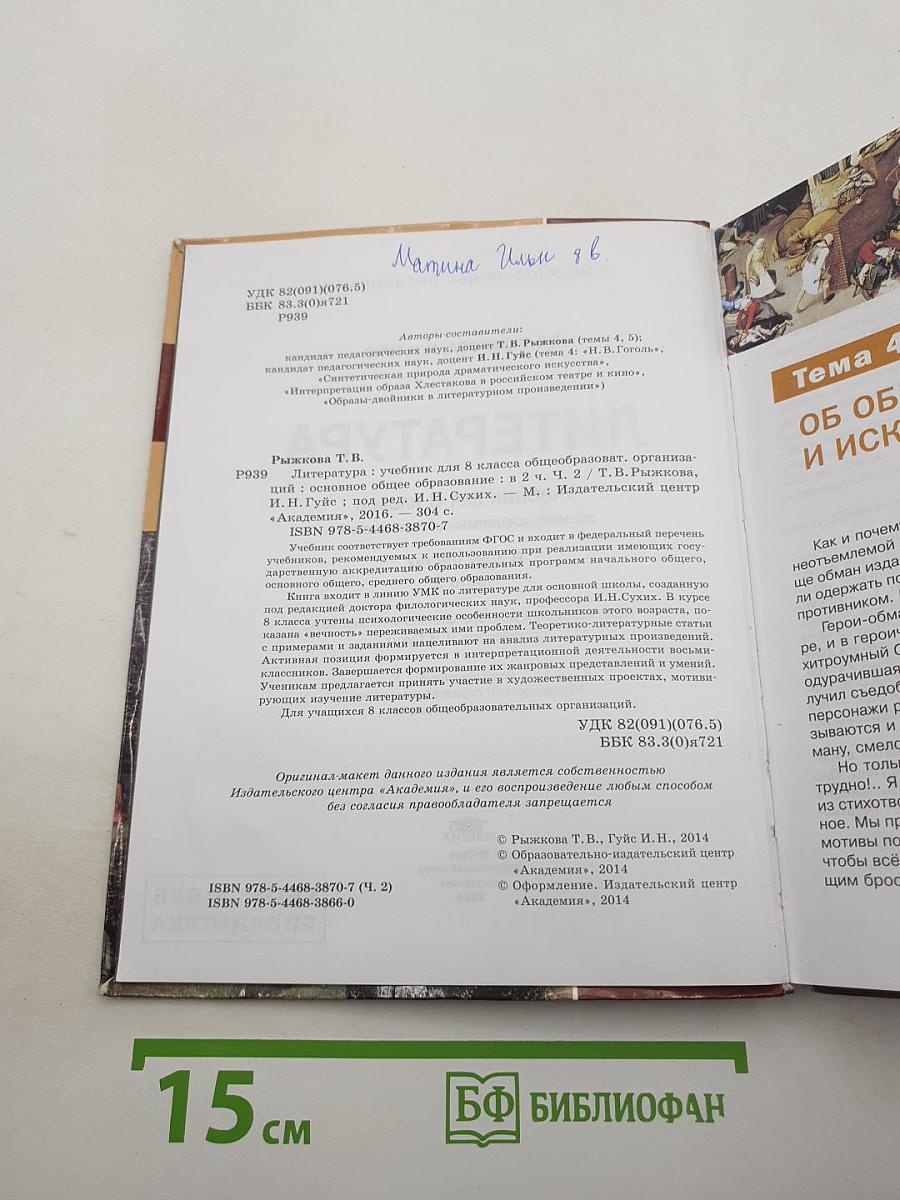 Матина Ильи 8 в.
УДК 82(091)(076.5)
ББК 83.3(0)я721
Р939
Авторы-составители:
кандидат педагогических наук, доцент Т. В. Рыжкова (темы 4, 5);
кандидат педагогических наук, доцент И. Н. Гуйс (тема 4; «Н. В. Гоголь»,
«Синтетическая природа драматического искусства»,
«Интерпретации образа Хлестакова в российском театре и кино»,
«Образы-двойники в литературном произведении»)
Рыжкова Т. В.
Р939 Литература : учебник для 8 класса общеобразоват. организа-
ций : основное общее образование : в 2 ч. Ч. 2 / Т. В. Рыжкова,
И. Н. Гуйс ; под ред. И. Н. Сухих. — М. : Издательский центр
«Академия», 2016. — 304 с.
ISBN 978-5-4468-3870-7
Учебник соответствует требованиям ФГОС и входит в федеральный перечень
учебников, рекомендуемых к использованию при реализации имеющих госу-
дарственную аккредитацию образовательных программ начального общего,
основного общего, среднего общего образования.
Книга входит в линию УМК по литературе для основной школы, созданную
под редакцией доктора филологических наук, профессора И. Н. Сухих. В курсе
8 класса учтены психологические особенности школьников этого возраста, по-
казана «вечность» переживаемых ими проблем. Теоретико-литературные статьи
с примерами и заданиями нацеливают на анализ литературных произведений.
Активная позиция формируется в интерпретационной деятельности восьми-
классников. Завершается формирование их жанровых представлений и умений.
Ученикам предлагается принять участие в художественных проектах, мотиви-
рующих изучение литературы.
Для учащихся 8 классов общеобразовательных организаций.
УДК 82(091)(076.5)
ББК 83.3(0)я721
Оригинал-макет данного издания является собственностью
Издательского центра «Академия», и его воспроизведение любым способом
без согласия правообладателя запрещается
© Рыжкова Т. В., Гуйс И. Н., 2014
© Образовательно-издательский центр
«Академия», 2014
© Оформление. Издательский центр
«Академия», 2014
ISBN 978-5-4468-3870-7 (Ч. 2)
ISBN 978-5-4468-3866-0
Тема 4
ОБ ОБ
И ИСК
Как и почему
неотъемлемой
ще обман изда
ли одержать по
противником.
Герои-обма
ре, и в героич
хитроумный О
одурачившая
лучил съедоб
персонажи р
зываются и
ману, смело
Но толь
трудно!.. Я
из стихотво
ное. Мы пр
мотивы по
чтобы всё
щим брос
15 см
БФ БИБЛИОФАН